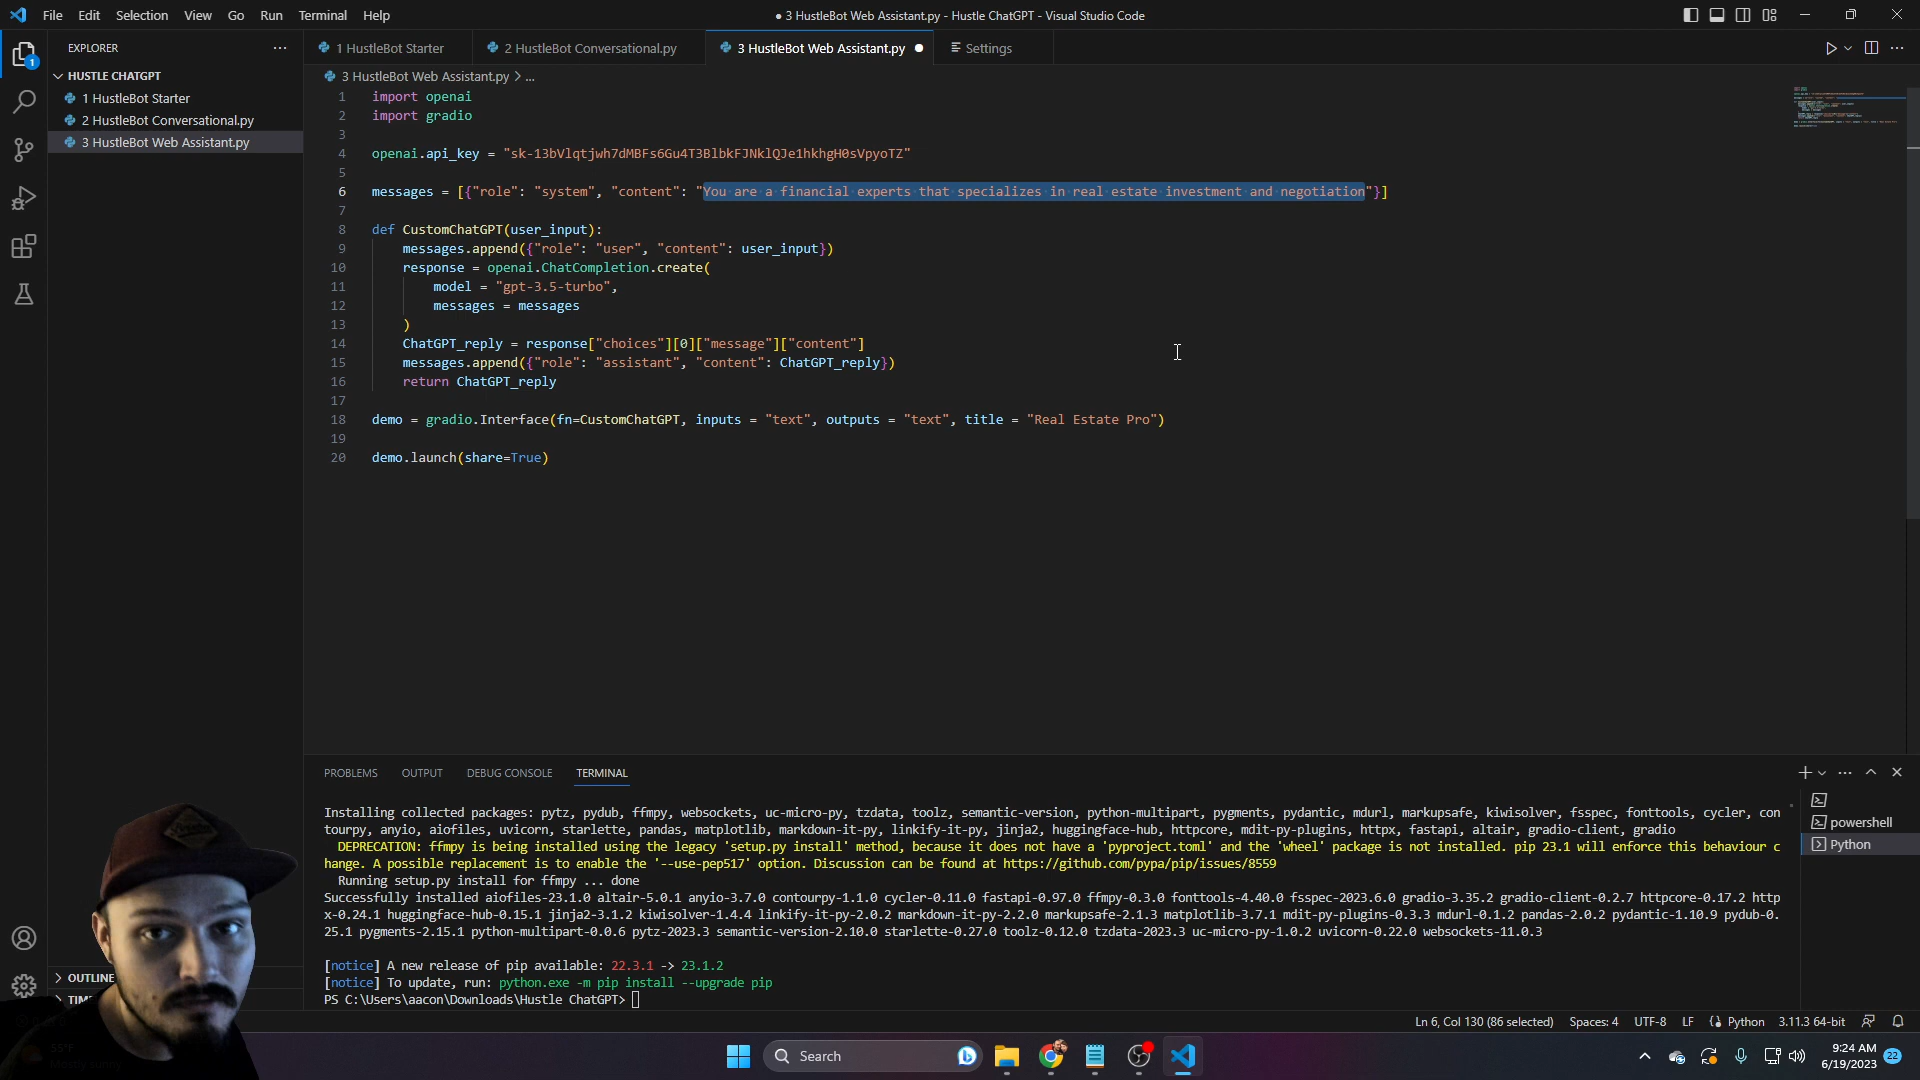 File Edit Selection View Go Run Terminal Help
● 3 HustleBot Web Assistant.py - Hustle ChatGPT - Visual Studio Code
EXPLORER
HUSTLE CHATGPT
1 HustleBot Starter
2 HustleBot Conversational.py
3 HustleBot Web Assistant.py
1 HustleBot Starter
2 HustleBot Conversational.py
3 HustleBot Web Assistant.py ●
Settings
3 HustleBot Web Assistant.py > ...
1 import openai
2 import gradio
3
4 openai.api_key = "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"
5
6 messages = [{"role": "system", "content": "You are a financial experts that specializes in real estate investment and negotiation"}]
7
8 def CustomChatGPT(user_input):
9 messages.append({"role": "user", "content": user_input})
10 response = openai.ChatCompletion.create(
11 model = "gpt-3.5-turbo",
12 messages = messages
13 )
14 ChatGPT_reply = response["choices"][0]["message"]["content"]
15 messages.append({"role": "assistant", "content": ChatGPT_reply})
16 return ChatGPT_reply
17
18 demo = gradio.Interface(fn=CustomChatGPT, inputs = "text", outputs = "text", title = "Real Estate Pro")
19
20 demo.launch(share=True)
PROBLEMS OUTPUT DEBUG CONSOLE TERMINAL
Installing collected packages: pytz, pydub, ffmpy, websockets, uc-micro-py, tzdata, toolz, semantic-version, python-multipart, pygments, pydantic, mdurl, markupsafe, kiwisolver, fsspec, fonttools, cycler, con
tourpy, anyio, aiofiles, uvicorn, starlette, pandas, matplotlib, markdown-it-py, linkify-it-py, jinja2, huggingface-hub, httpcore, mdit-py-plugins, httpx, fastapi, altair, gradio-client, gradio
DEPRECATION: ffmpy is being installed using the legacy 'setup.py install' method, because it does not have a 'pyproject.toml' and the 'wheel' package is not installed. pip 23.1 will enforce this behaviour c
hange. A possible replacement is to enable the '--use-pep517' option. Discussion can be found at https://github.com/pypa/pip/issues/8559
Running setup.py install for ffmpy ... done
Successfully installed aiofiles-23.1.0 altair-5.0.1 anyio-3.7.0 contourpy-1.1.0 cycler-0.11.0 fastapi-0.97.0 ffmpy-0.3.0 fonttools-4.40.0 fsspec-2023.6.0 gradio-3.35.2 gradio-client-0.2.7 httpcore-0.17.2 http
x-0.24.1 huggingface-hub-0.15.1 jinja2-3.1.2 kiwisolver-1.4.4 linkify-it-py-2.0.2 markdown-it-py-2.2.0 markupsafe-2.1.3 matplotlib-3.7.1 mdit-py-plugins-0.3.3 mdurl-0.1.2 pandas-2.0.2 pydantic-1.10.9 pydub-0.
25.1 pygments-2.15.1 python-multipart-0.0.6 pytz-2023.3 semantic-version-2.10.0 starlette-0.27.0 toolz-0.12.0 tzdata-2023.3 uc-micro-py-1.0.2 uvicorn-0.22.0 websockets-11.0.3
[notice] A new release of pip available: 22.3.1 -> 23.1.2
[notice] To update, run: python.exe -m pip install --upgrade pip
PS C:\Users\aacon\Downloads\Hustle ChatGPT>
powershell
Python
OUTLINE
1
Ln 6, Col 130 (86 selected) Spaces: 4 UTF-8 LF Python 3.11.3 64-bit
55°F
Search
9:24 AM
6/19/2023
22